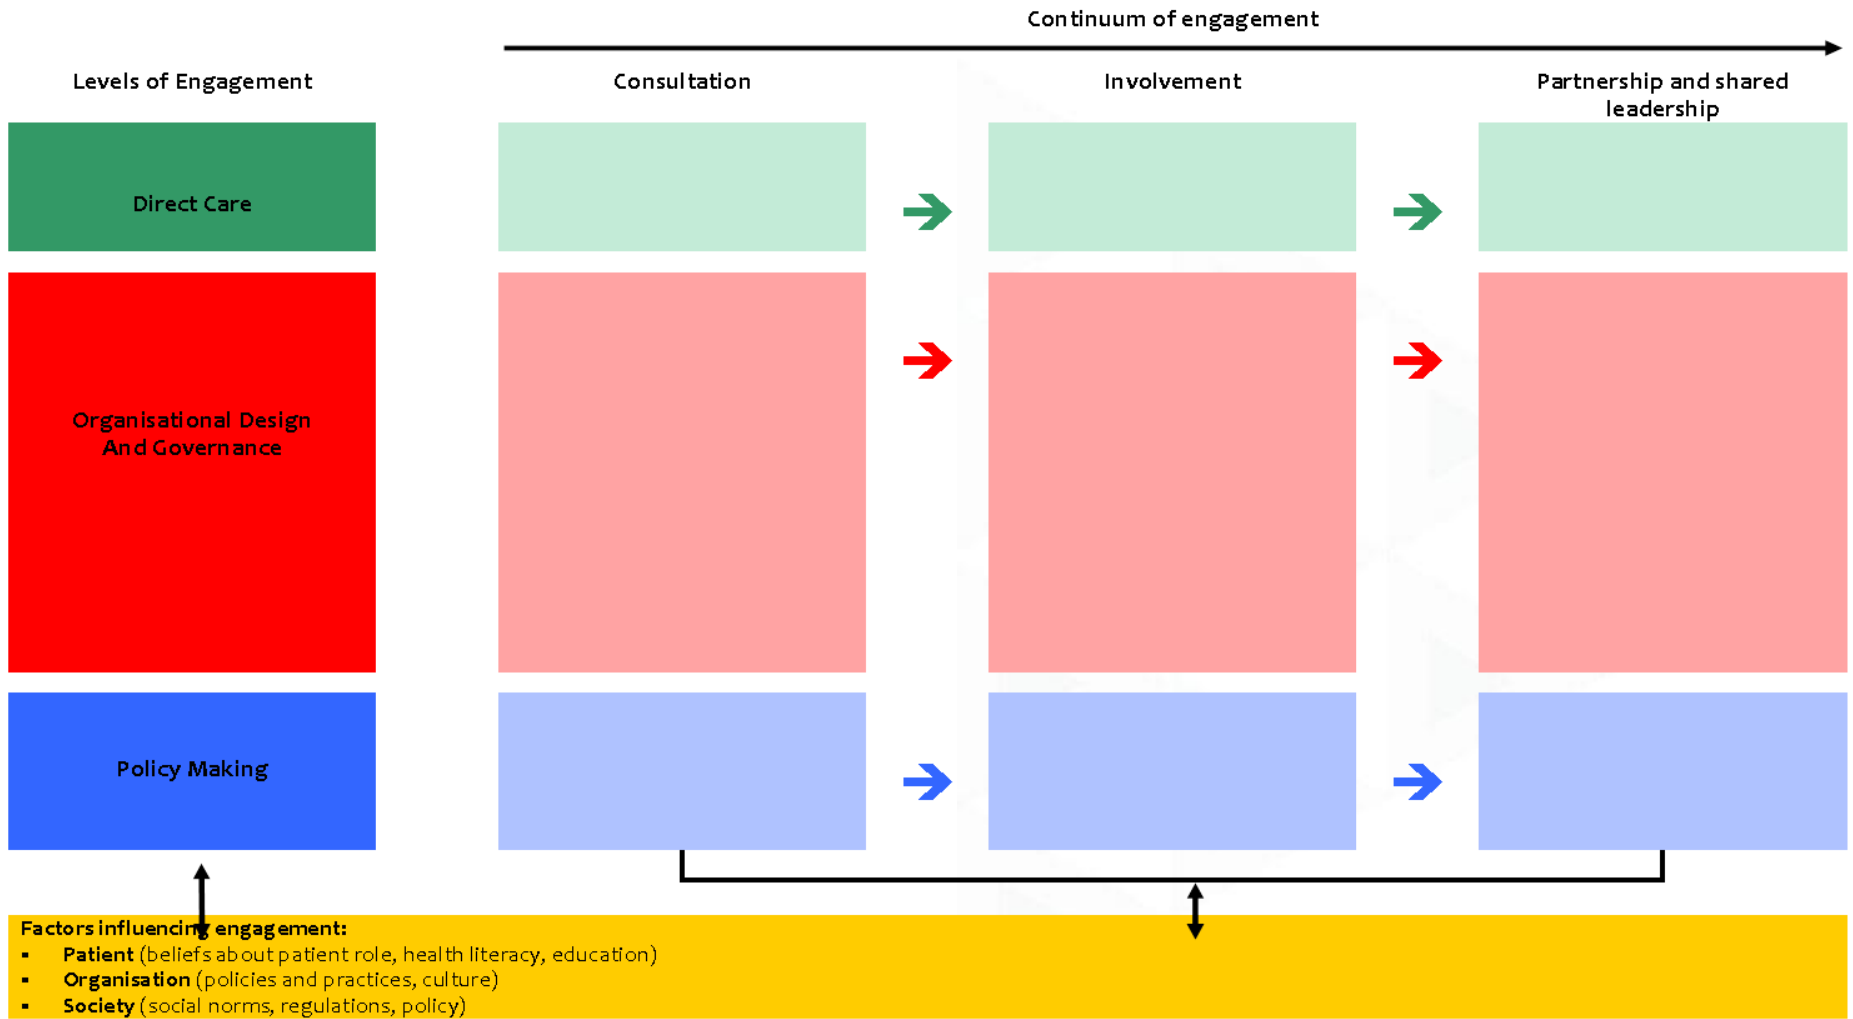 Continuum of engagement
Levels of Engagement
Consultation
Involvement
Partnership and shared
leadership
Direct Care
Organisational Design
And Governance
Policy Making
Factors influencing engagement:
▪ Patient (beliefs about patient role, health literacy, education)
▪ Organisation (policies and practices, culture)
▪ Society (social norms, regulations, policy)